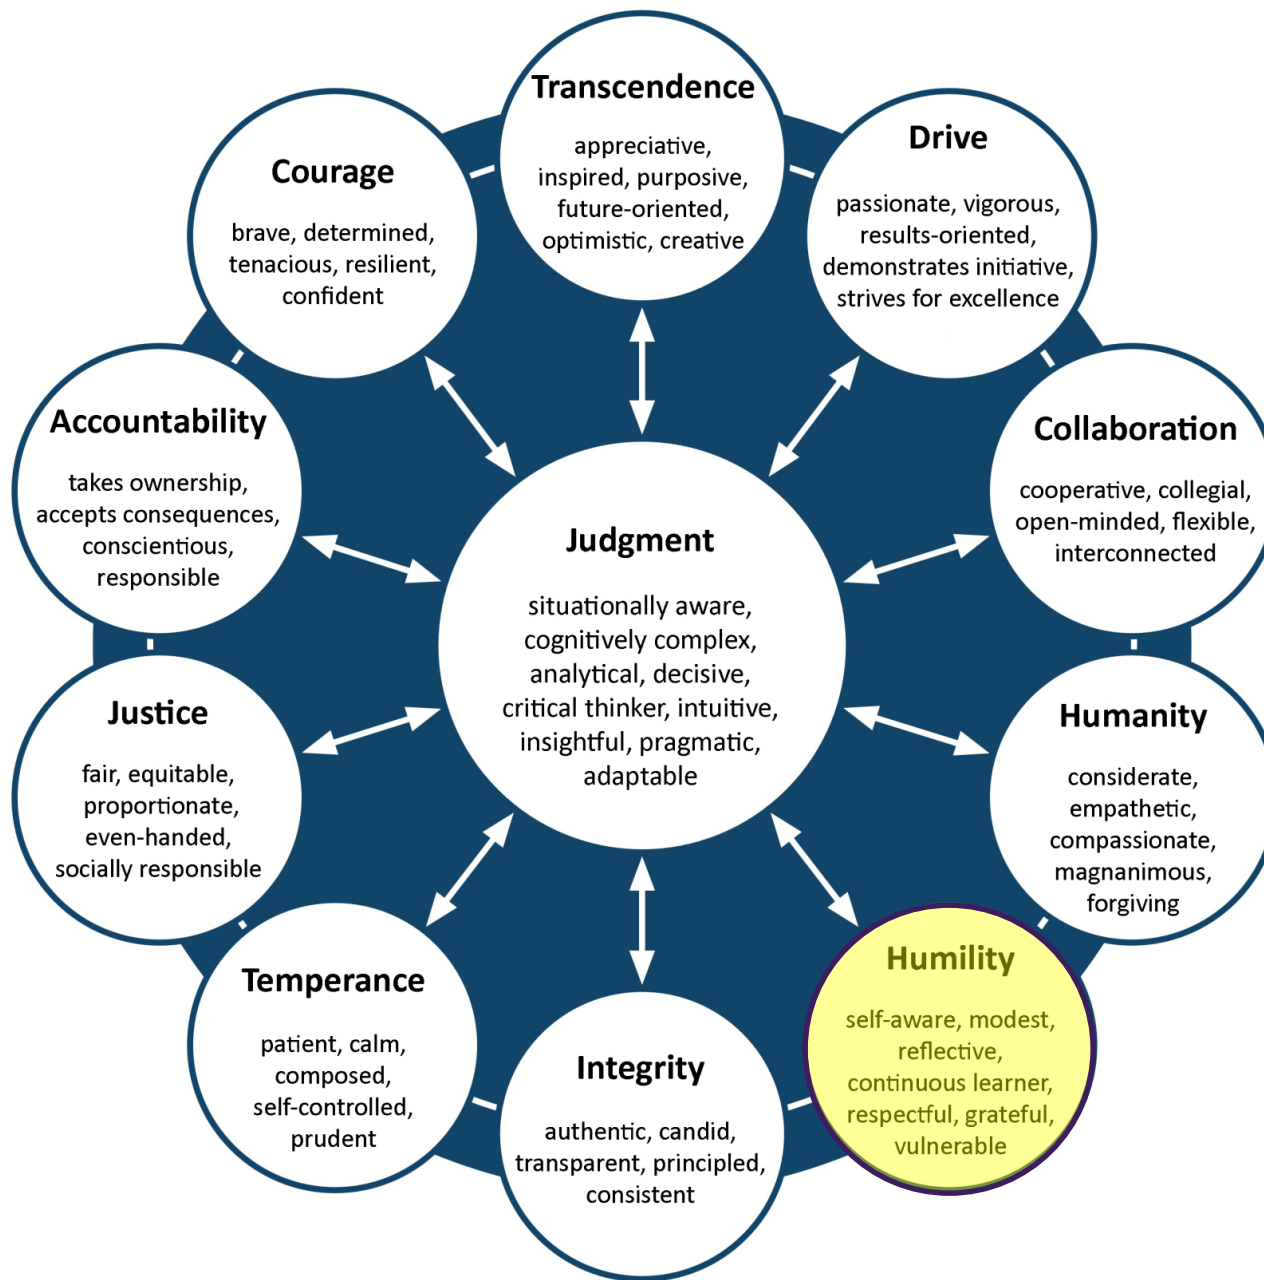 Transcendence
appreciative,
inspired, purposive,
future-oriented,
optimistic, creative
Drive
passionate, vigorous,
results-oriented,
demonstrates initiative,
strives for excellence
Collaboration
cooperative, collegial,
open-minded, flexible,
interconnected
Humanity
considerate,
empathetic,
compassionate,
magnanimous,
forgiving
Humility
self-aware, modest,
reflective,
continuous learner,
respectful, grateful,
vulnerable
Integrity
authentic, candid,
transparent, principled,
consistent
Temperance
patient, calm,
composed,
self-controlled,
prudent
Justice
fair, equitable,
proportionate,
even-handed,
socially responsible
Accountability
takes ownership,
accepts consequences,
conscientious,
responsible
Courage
brave, determined,
tenacious, resilient,
confident
Judgment
situationally aware,
cognitively complex,
analytical, decisive,
critical thinker, intuitive,
insightful, pragmatic,
adaptable